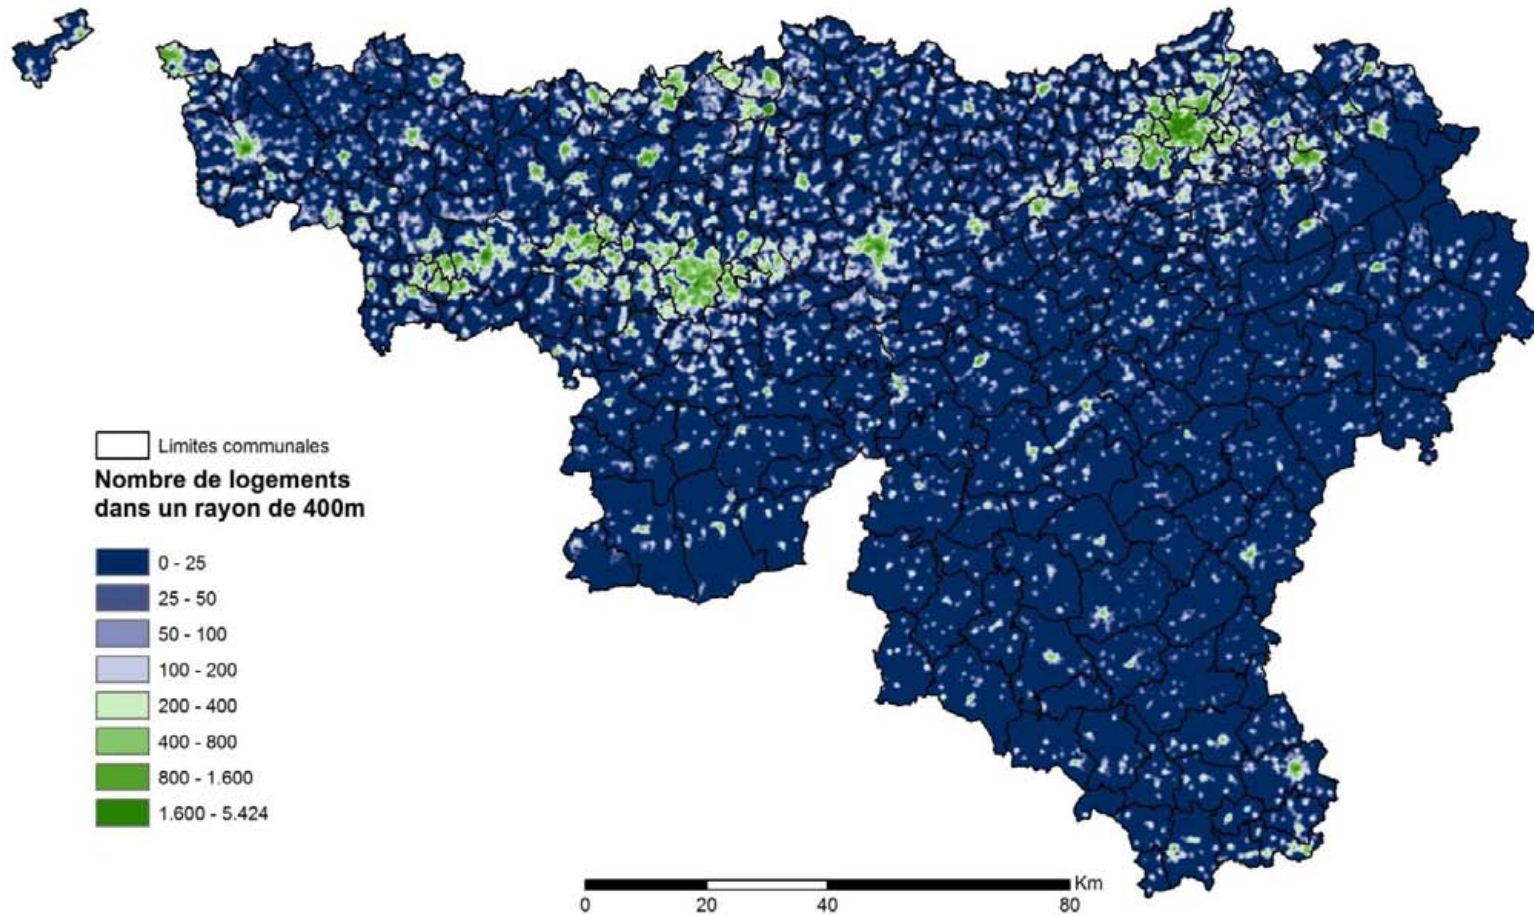 Limites communales
Nombre de logements
dans un rayon de 400m
0 - 25
25 - 50
50 - 100
100 - 200
200 - 400
400 - 800
800 - 1.600
1.600 - 5.424
Km
0 20 40 80